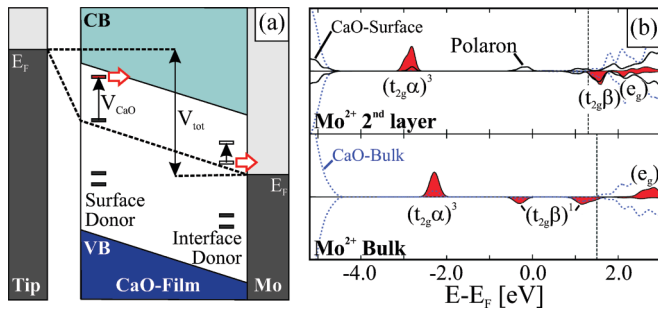 CB
(a)
E_F
V_CaO
V_tot
E_F
Surface
Donor
Interface
Donor
VB
Tip
CaO-Film
Mo
(b)
CaO-Surface
Polaron
(t₂gα)³
(t₂gβ)
(e_g)
Mo²⁺ 2ⁿᵈ layer
CaO-Bulk
(e_g)
(t₂gα)³
(t₂gβ)¹
Mo²⁺ Bulk
-4.0
-2.0
0.0
2.0
E-E_F [eV]